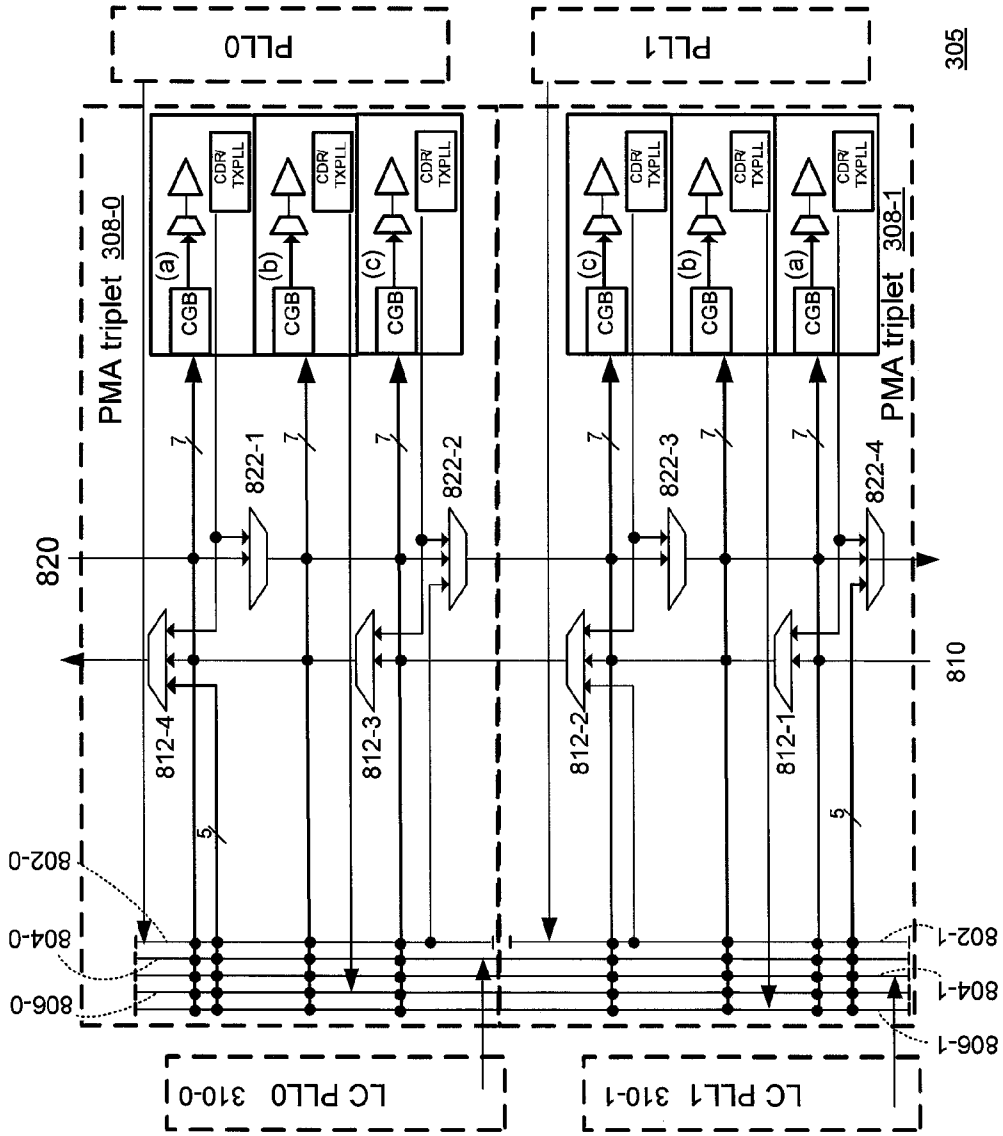 PLL0
PLL1
305
PMA triplet 308-0
CGB
(a)
CDR/
TXPLL
CGB
(b)
CDR/
TXPLL
CGB
(c)
CDR/
TXPLL
CGB
(c)
CDR/
TXPLL
CGB
(b)
CDR/
TXPLL
CGB
(a)
CDR/
TXPLL
PMA triplet 308-1
7
7
7
7
7
7
820
822-1
822-2
822-3
822-4
812-4
812-3
812-2
812-1
810
5
5
802-0
804-0
806-0
802-1
804-1
806-1
LC PLL0 310-0
LC PLL1 310-1